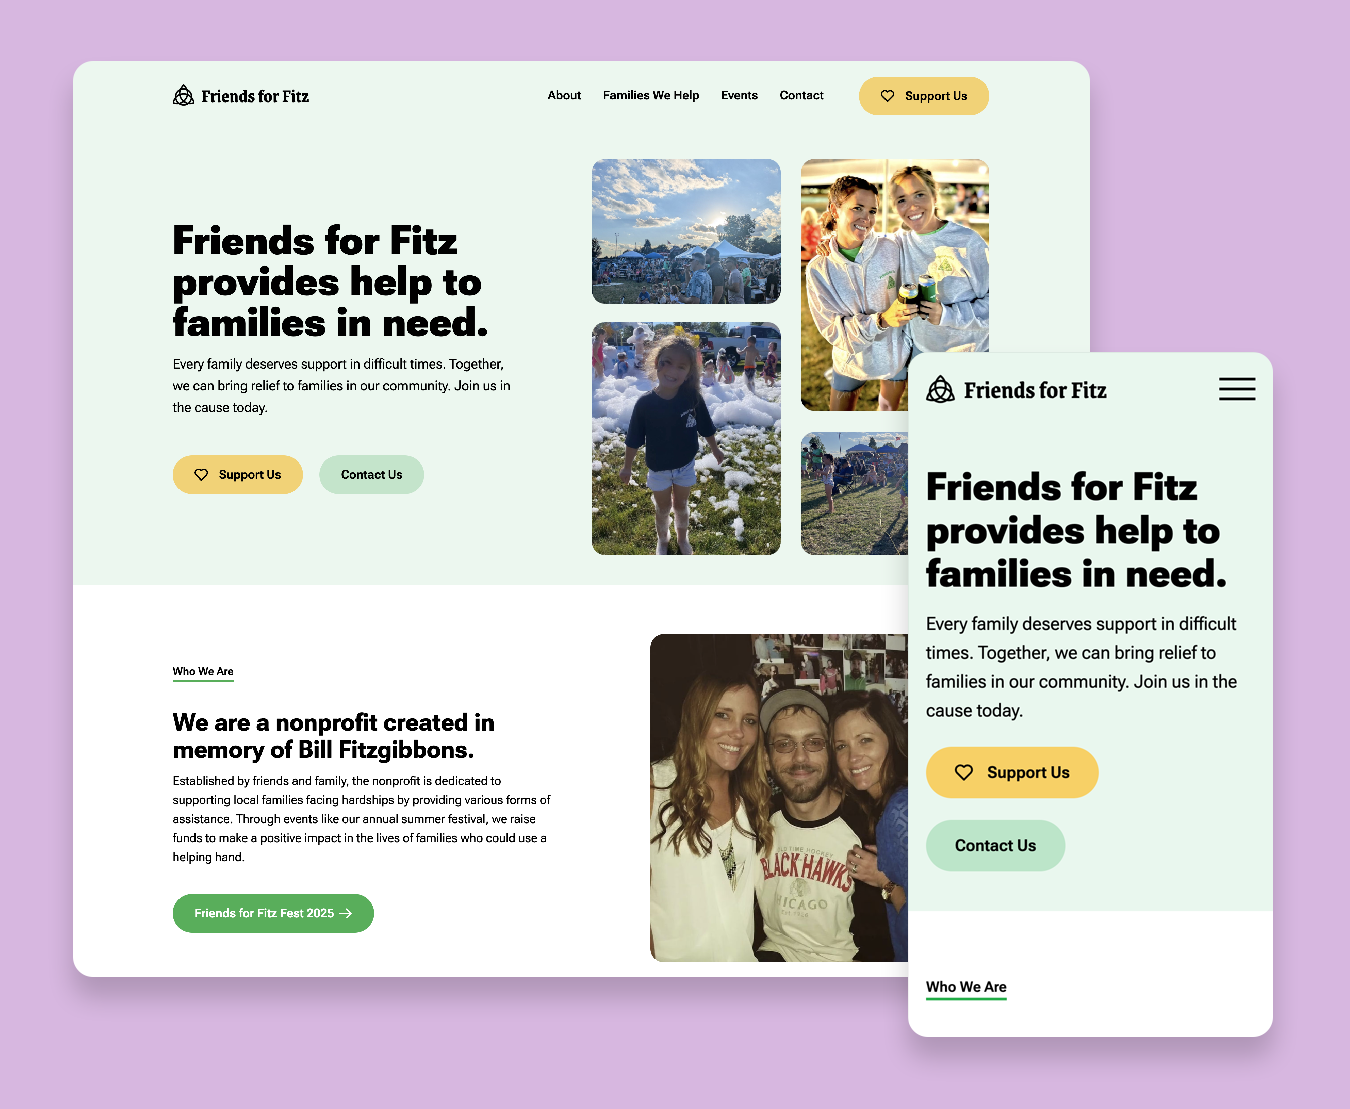 Friends for Fitz
About
Families We Help
Events
Contact
Support Us
Friends for Fitz
provides help to
families in need.
Every family deserves support in difficult times. Together,
we can bring relief to families in our community. Join us in
the cause today.
Support Us
Contact Us
Who We Are
We are a nonprofit created in
memory of Bill Fitzgibbons.
Established by friends and family, the nonprofit is dedicated to
supporting local families facing hardships by providing various forms of
assistance. Through events like our annual summer festival, we raise
funds to make a positive impact in the lives of families who could use a
helping hand.
Friends for Fitz Fest 2025
OLD TIME HOCKEY
BLACK HAWKS
CHICAGO
Friends for Fitz
Friends for Fitz
provides help to
families in need.
Every family deserves support in difficult
times. Together, we can bring relief to
families in our community. Join us in the
cause today.
Support Us
Contact Us
Who We Are